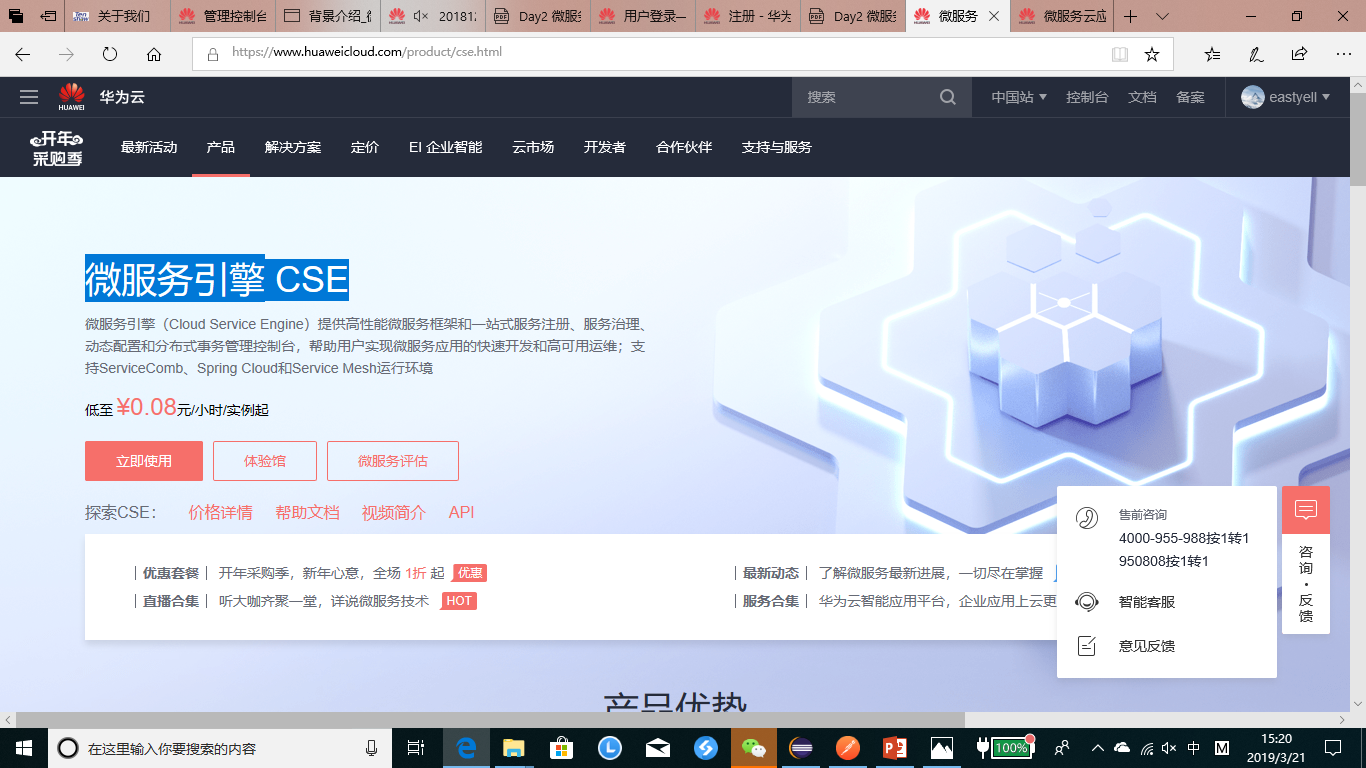 关于我们
管理控制台
背景介绍_微
20181
Day2 微服务
用户登录—
注册 - 华为
Day2 微服务
微服务
微服务云应
https://www.huaweicloud.com/product/cse.html
HUAWEI
华为云
搜索
中国站
控制台
文档
备案
eastyell
开年
采购季
最新活动
产品
解决方案
定价
EI 企业智能
云市场
开发者
合作伙伴
支持与服务
微服务引擎 CSE
微服务引擎（Cloud Service Engine）提供高性能微服务框架和一站式服务注册、服务治理、
动态配置和分布式事务管理控制台，帮助用户实现微服务应用的快速开发和高可用运维；支
持ServiceComb、Spring Cloud和Service Mesh运行环境
低至 ¥0.08元/小时/实例起
立即使用
体验馆
微服务评估
探索CSE：
价格详情
帮助文档
视频简介
API
优惠套餐
开年采购季，新年心意，全场 1折 起
优惠
最新动态
了解微服务最新进展，一切尽在掌握
直播合集
听大咖齐聚一堂，详说微服务技术
HOT
服务合集
华为云智能应用平台，企业应用上云更
售前咨询
4000-955-988按1转1
950808按1转1
智能客服
意见反馈
咨询·反馈
产品优势
在这里输入你要搜索的内容
100%
中
M
15:20
2019/3/21